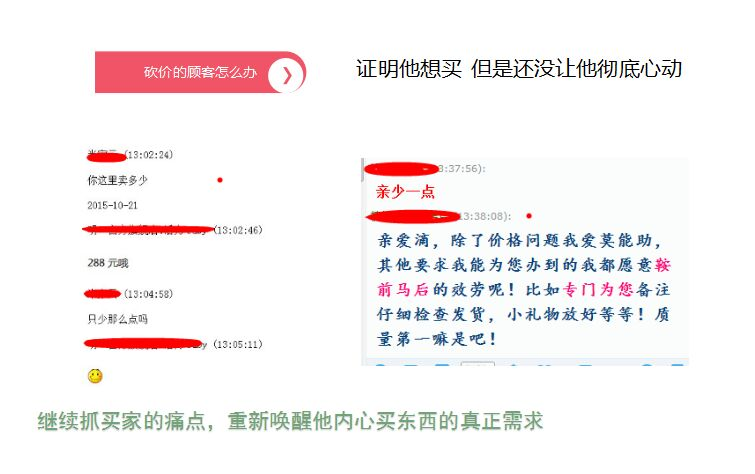 砍价的顾客怎么办
证明他想买 但是还没让他彻底心动
(13:02:24)
你这里卖多少
2015-10-21
(13:02:46)
288 元哦
(13:04:58)
只少那么点吗
(13:05:11)
3:37:56):
亲少一点
13:38:08):
亲爱滴，除了价格问题我爱莫能助，
其他要求我能为您办到的我都愿意鞍
前马后的效劳呢！比如专门为您备注
仔细检查发货，小礼物放好等等！质
量第一嘛是吧！
继续抓买家的痛点，重新唤醒他内心买东西的真正需求